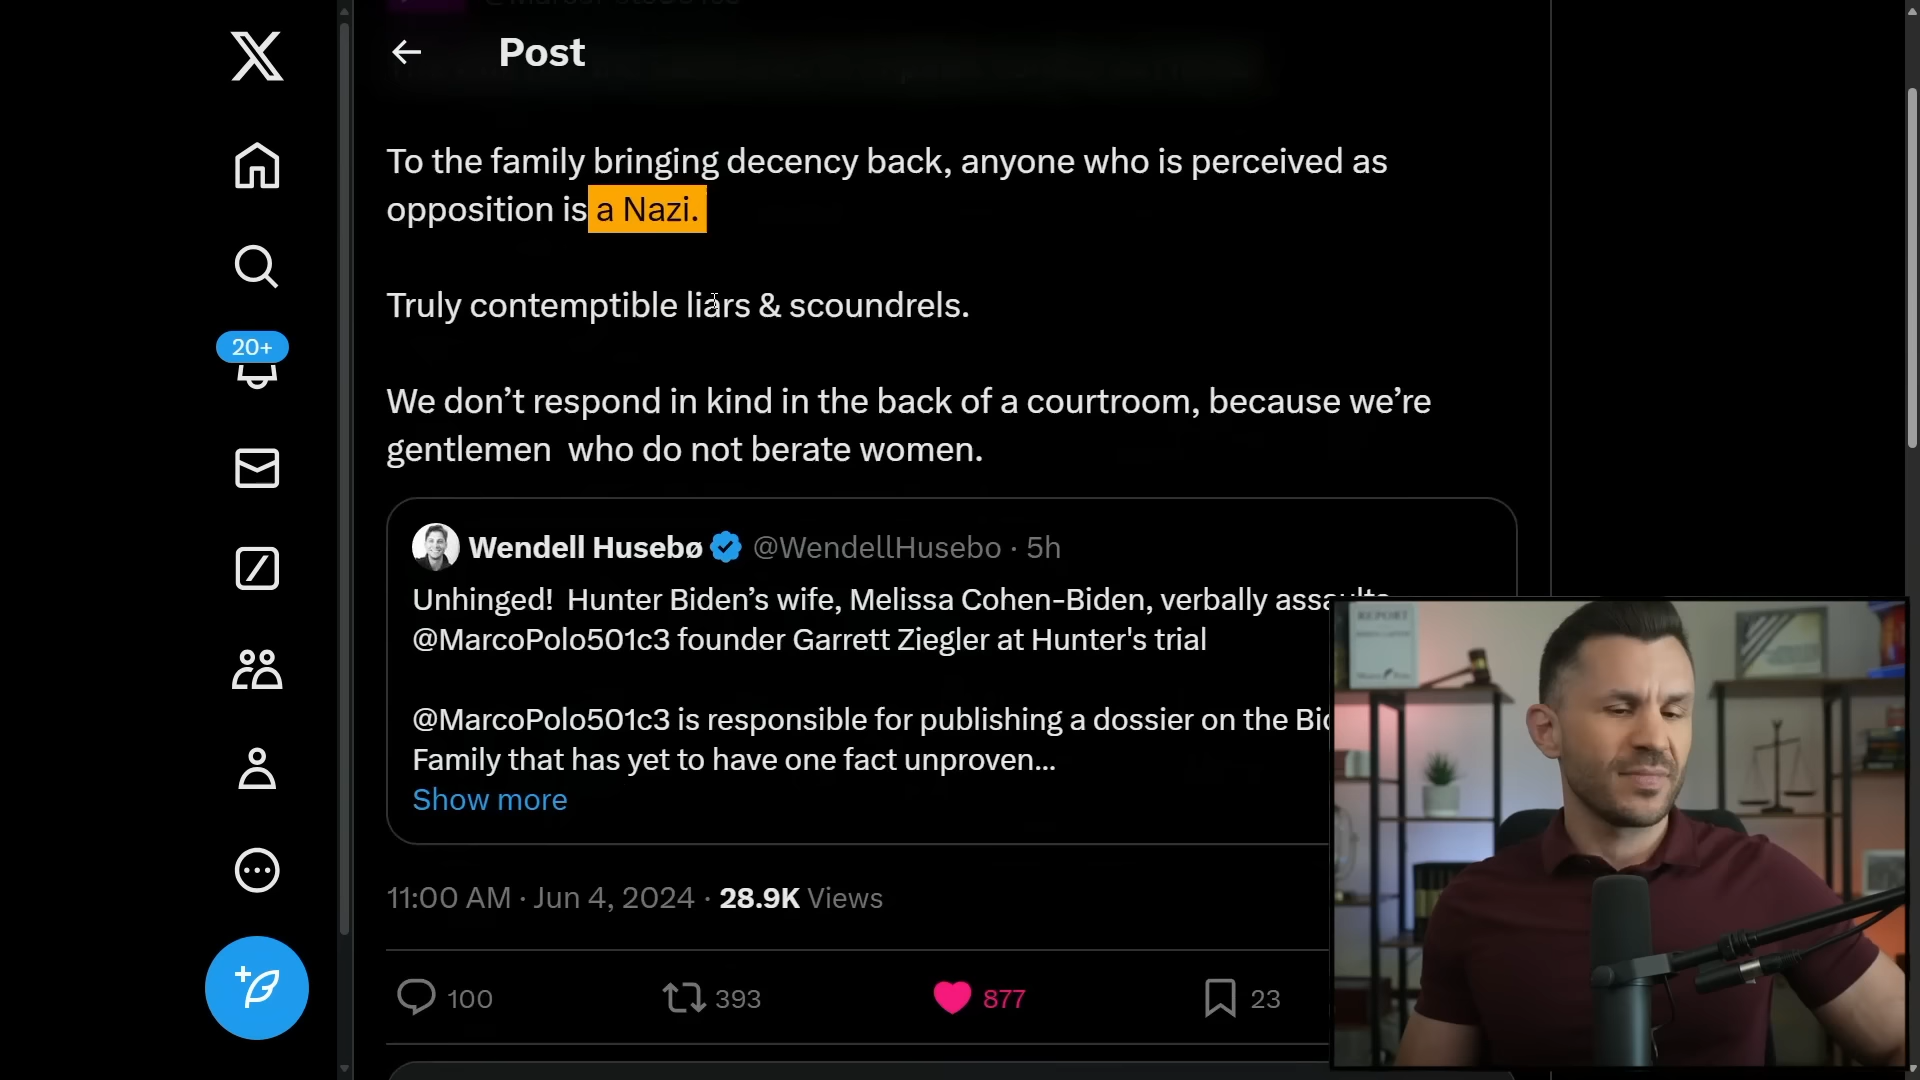 Post
To the family bringing decency back, anyone who is perceived as
opposition is a Nazi.
Truly contemptible liars & scoundrels.
We don’t respond in kind in the back of a courtroom, because we’re
gentlemen  who do not berate women.
Wendell Husebø @WendellHusebo · 5h
Unhinged!  Hunter Biden’s wife, Melissa Cohen-Biden, verbally
@MarcoPolo501c3 founder Garrett Ziegler at Hunter's trial
@MarcoPolo501c3 is responsible for publishing a dossier on the
Family that has yet to have one fact unproven...
Show more
11:00 AM · Jun 4, 2024 · 28.9K Views
100 393 877 23
20+
REPORT